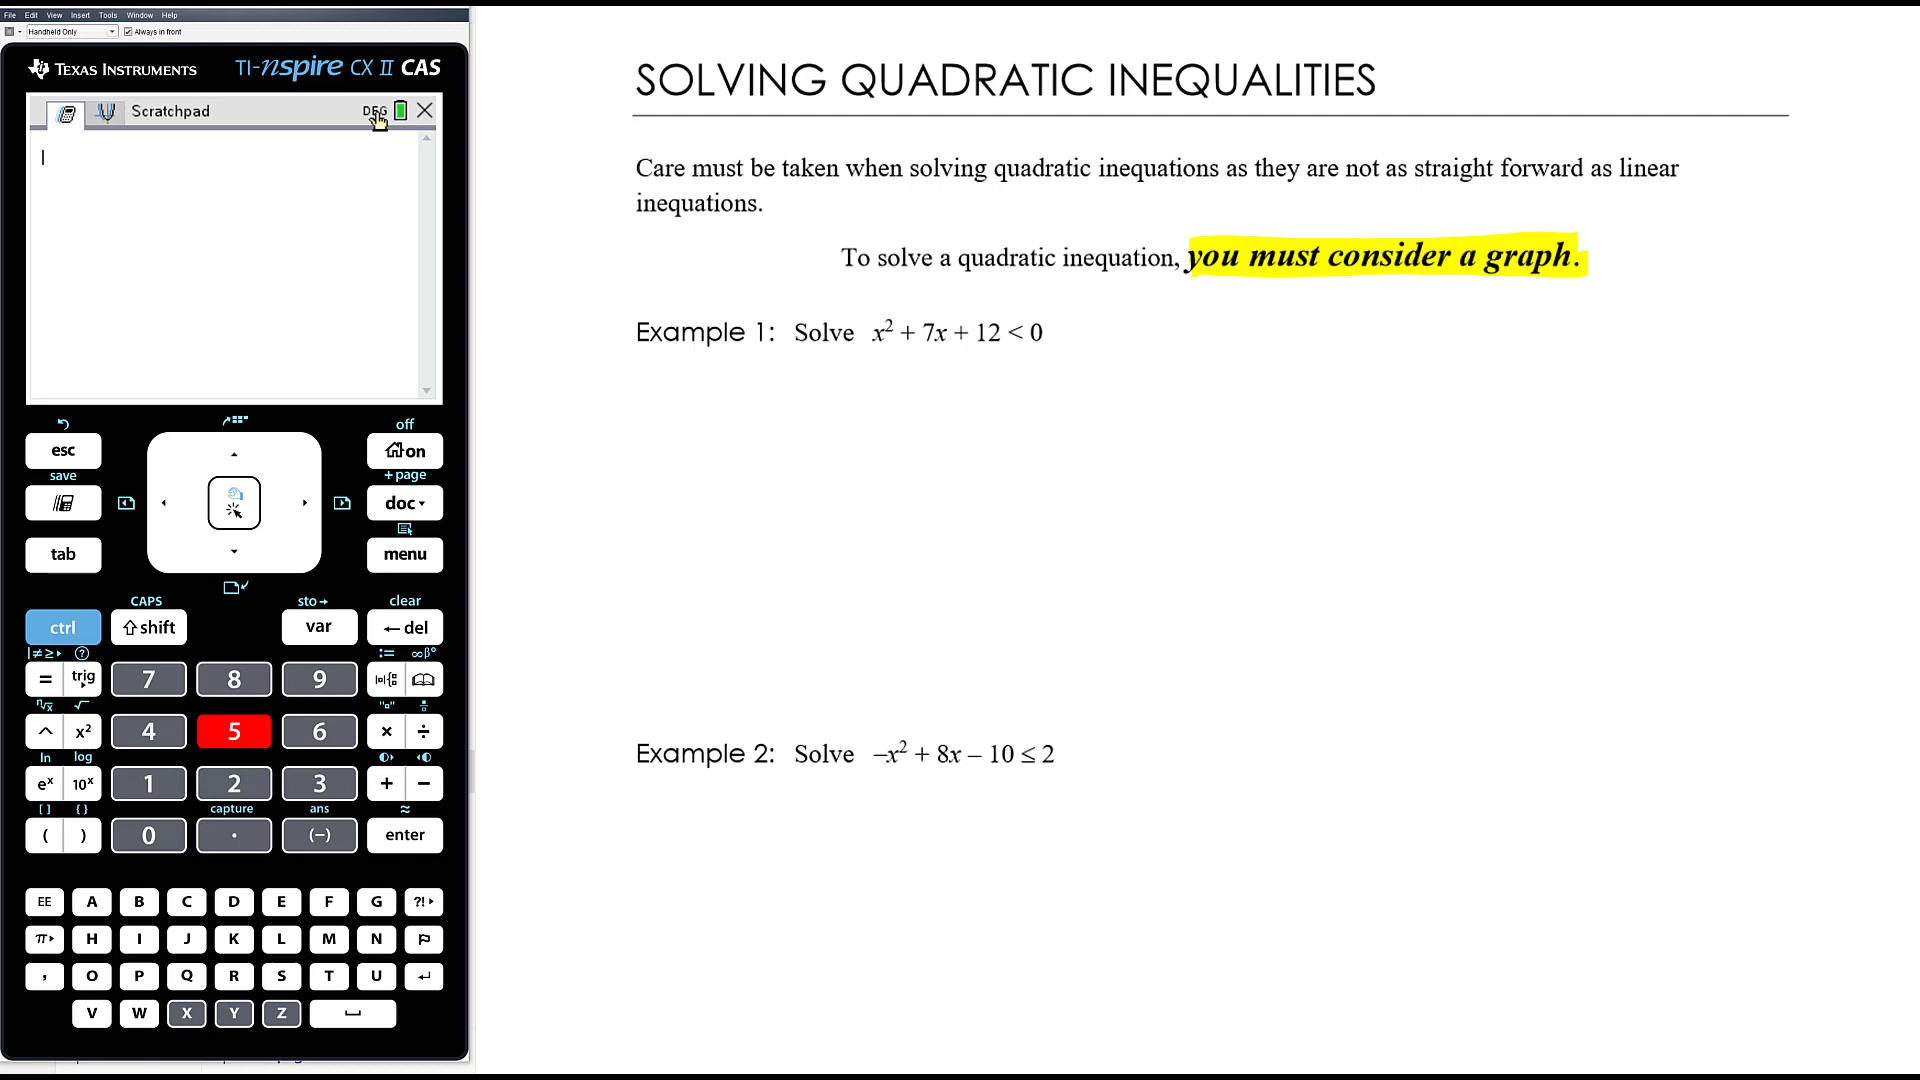 File Edit View Insert Tools Window Help
Handheld Only Always in front
TEXAS INSTRUMENTS TI-nspire CX II CAS
Scratchpad DEG
off
esc on
save +page
doc
tab menu
CAPS sto→ clear
ctrl shift var ←del
|≠≥▸ ? := ∞β°
= trig 7 8 9
ⁿ√x √
^ x² 4 5 6 × ÷
ln log
eˣ 10ˣ 1 2 3 + −
[ ] { } capture ans ≈
( ) 0 . (−) enter
EE A B C D E F G ?!▸
π▸ H I J K L M N
, O P Q R S T U
V W X Y Z
SOLVING QUADRATIC INEQUALITIES
Care must be taken when solving quadratic inequations as they are not as straight forward as linear
inequations.
To solve a quadratic inequation, you must consider a graph.
Example 1: Solve x² + 7x + 12 < 0
Example 2: Solve –x² + 8x – 10 ≤ 2